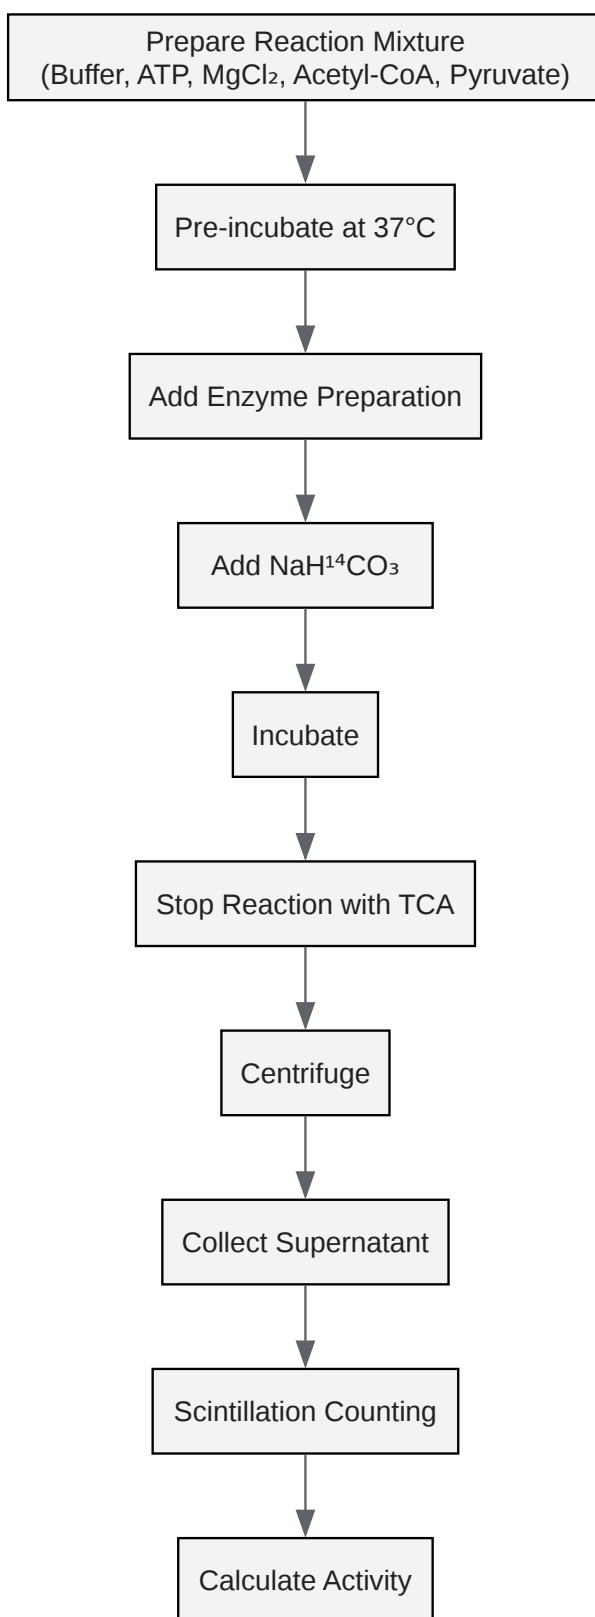 Prepare Reaction Mixture
(Buffer, ATP, MgCl₂, Acetyl-CoA, Pyruvate)
Pre-incubate at 37°C
Add Enzyme Preparation
Add NaH¹⁴CO₃
Incubate
Stop Reaction with TCA
Centrifuge
Collect Supernatant
Scintillation Counting
Calculate Activity